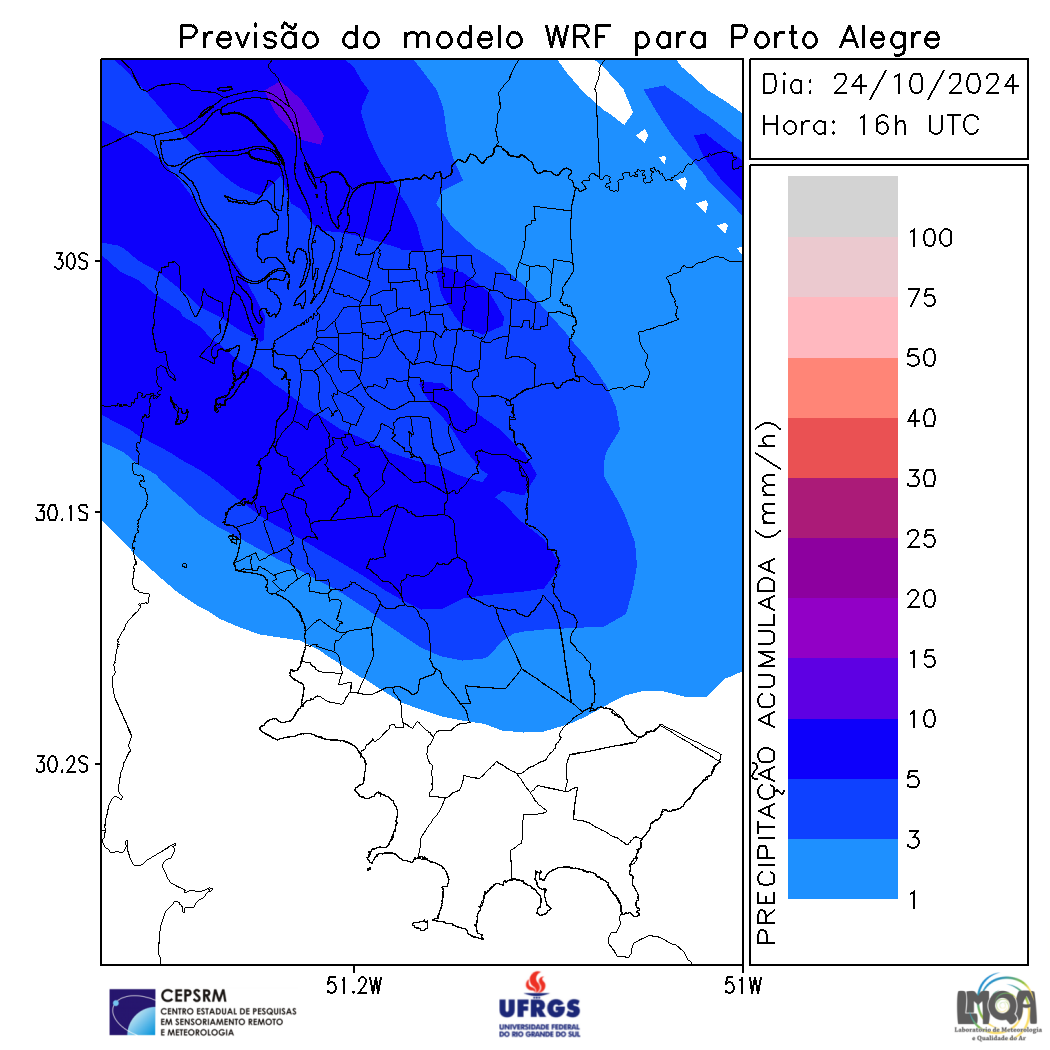 Previsão do modelo WRF para Porto Alegre
Dia: 24/10/2024
Hora: 16h UTC
30S
30.1S
30.2S
51.2W
51W
PRECIPITAÇÃO ACUMULADA (mm/h)
100
75
50
40
30
25
20
15
10
5
3
1
CEPSRM
CENTRO ESTADUAL DE PESQUISAS
EM SENSORIAMENTO REMOTO
E METEOROLOGIA
UFRGS
UNIVERSIDADE FEDERAL
DO RIO GRANDE DO SUL
LMQA
Laboratório de Meteorologia
e Qualidade do Ar